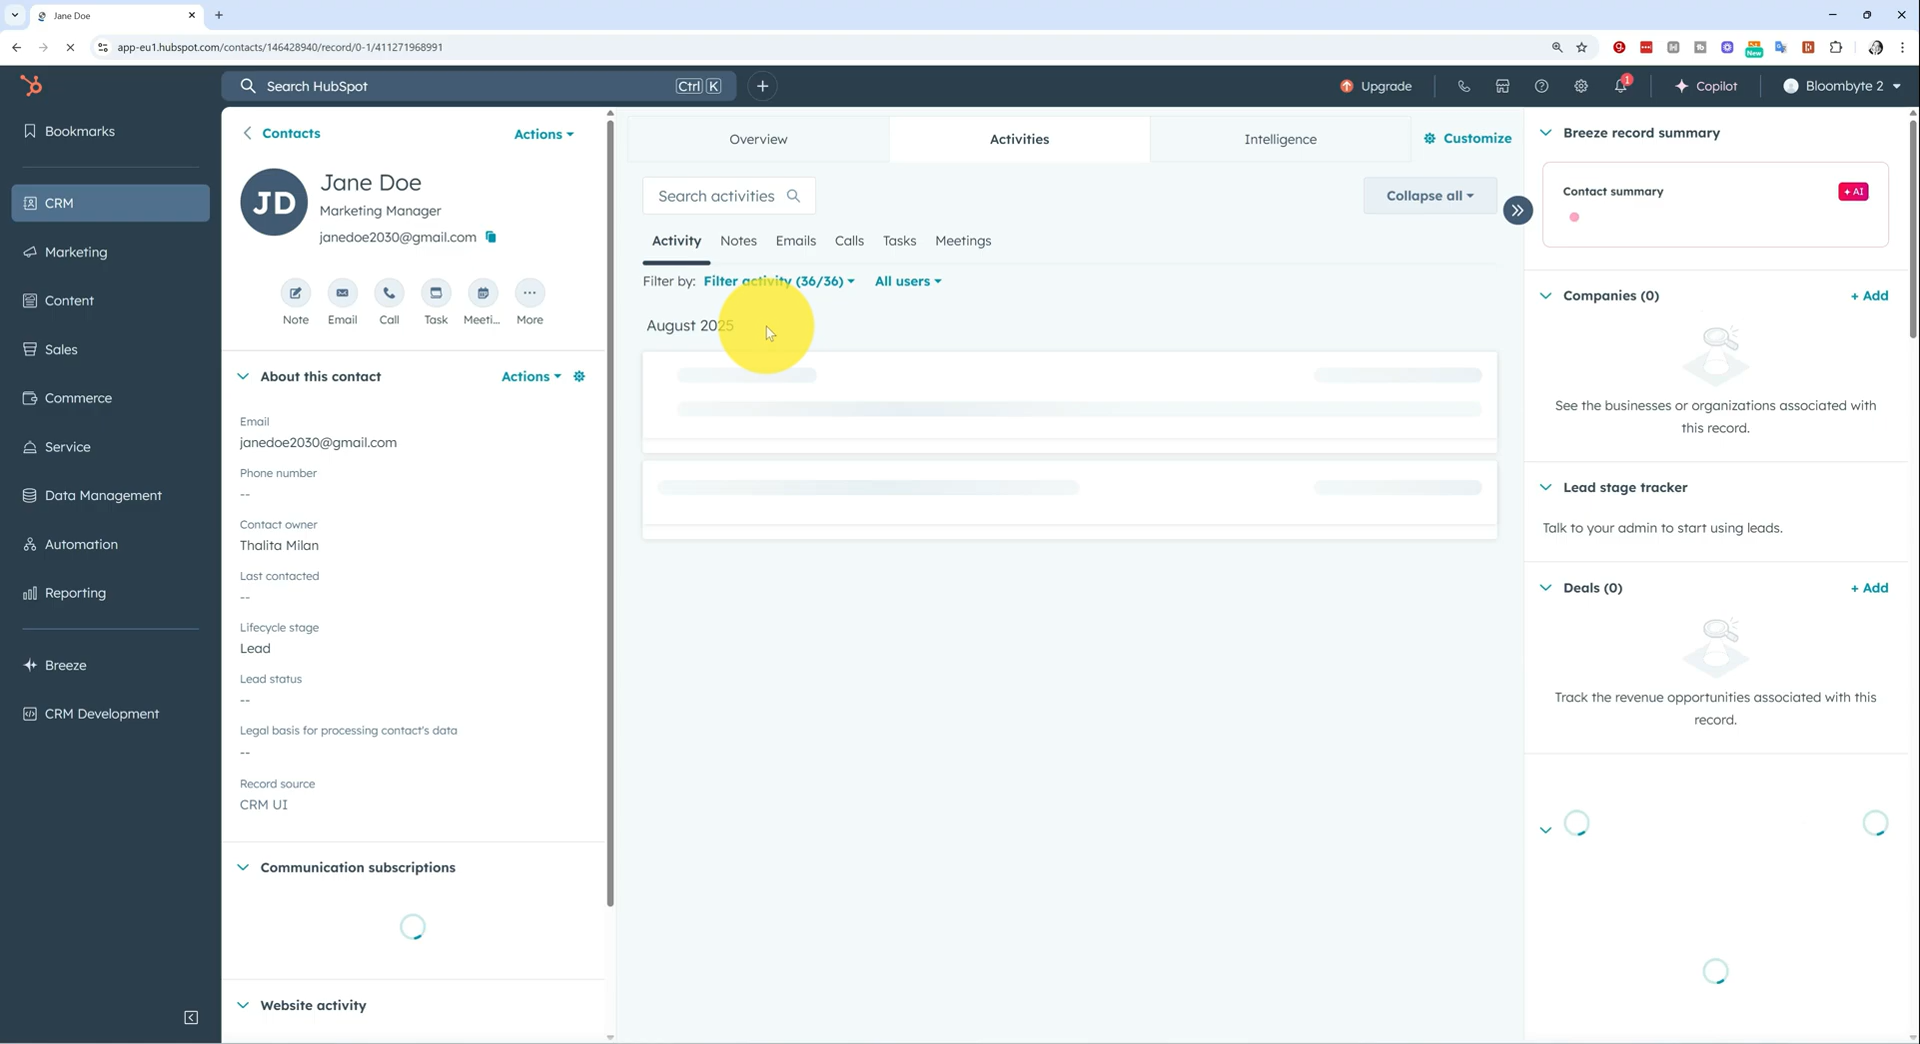 Jane Doe
app-eu1.hubspot.com/contacts/146428940/record/0-1/411271968991
New
Search HubSpot
Ctrl K
Upgrade
1
Copilot
Bloombyte 2
Bookmarks
CRM
Marketing
Content
Sales
Commerce
Service
Data Management
Automation
Reporting
Breeze
CRM Development
Contacts
Actions
JD
Jane Doe
Marketing Manager
janedoe2030@gmail.com
Note
Email
Call
Task
Meeti...
More
About this contact
Actions
Email
janedoe2030@gmail.com
Phone number
--
Contact owner
Thalita Milan
Last contacted
--
Lifecycle stage
Lead
Lead status
--
Legal basis for processing contact's data
--
Record source
CRM UI
Communication subscriptions
Website activity
Overview
Activities
Intelligence
Customize
Search activities
Collapse all
Activity
Notes
Emails
Calls
Tasks
Meetings
Filter by: Filter activity (36/36)
All users
August 2025
Breeze record summary
Contact summary
AI
Companies (0)
+ Add
See the businesses or organizations associated with
this record.
Lead stage tracker
Talk to your admin to start using leads.
Deals (0)
+ Add
Track the revenue opportunities associated with this
record.